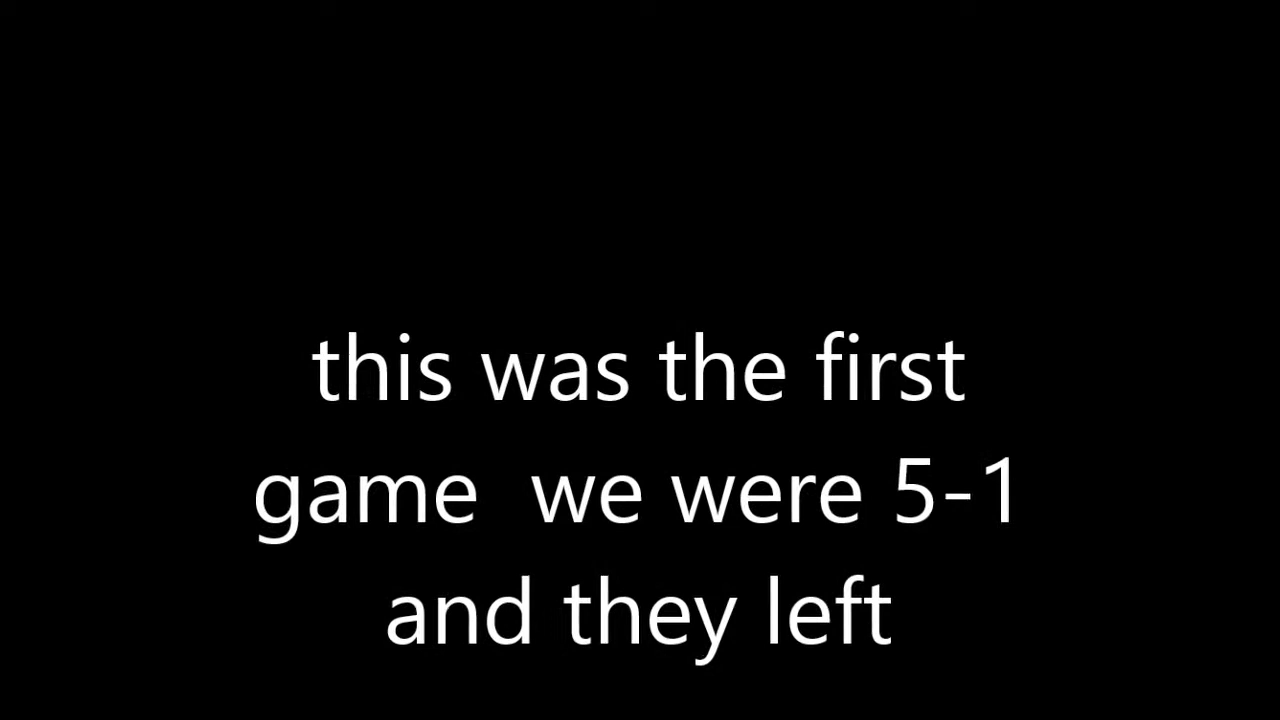 this was the first
game  we were 5-1
and they left